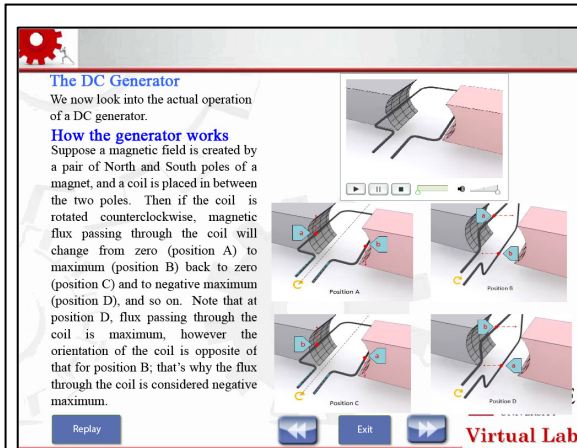 The DC Generator
We now look into the actual operation
of a DC generator.
How the generator works
Suppose a magnetic field is created by
a pair of North and South poles of a
magnet, and a coil is placed in between
the two poles. Then if the coil is
rotated counterclockwise, magnetic
flux passing through the coil will
change from zero (position A) to
maximum (position B) back to zero
(position C) and to negative maximum
(position D), and so on. Note that at
position D, flux passing through the
coil is maximum, however the
orientation of the coil is opposite of
that for position B; that's why the flux
through the coil is considered negative
maximum.
a
b
Position A
a
b
Position B
b
a
Position C
b
a
Position D
Replay
Exit
Virtual Lab